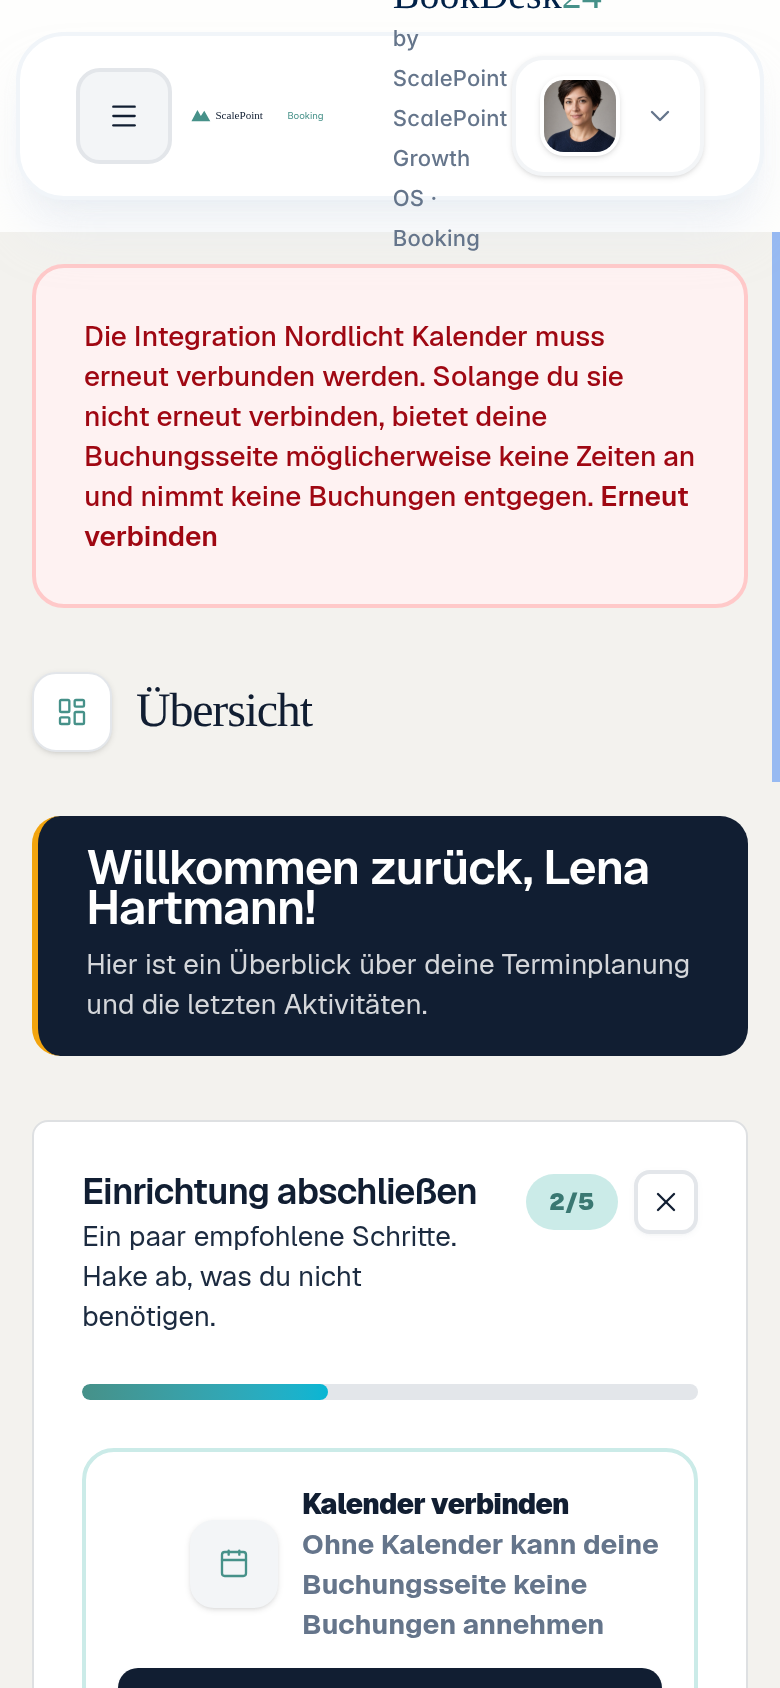 BookDesk24
by
ScalePoint
ScalePoint
Growth
OS ·
Booking
ScalePoint Booking
Die Integration Nordlicht Kalender muss
erneut verbunden werden. Solange du sie
nicht erneut verbinden, bietet deine
Buchungsseite möglicherweise keine Zeiten an
und nimmt keine Buchungen entgegen. Erneut
verbinden
Übersicht
Willkommen zurück, Lena
Hartmann!
Hier ist ein Überblick über deine Terminplanung
und die letzten Aktivitäten.
Einrichtung abschließen
2/5
Ein paar empfohlene Schritte.
Hake ab, was du nicht
benötigen.
Kalender verbinden
Ohne Kalender kann deine
Buchungsseite keine
Buchungen annehmen